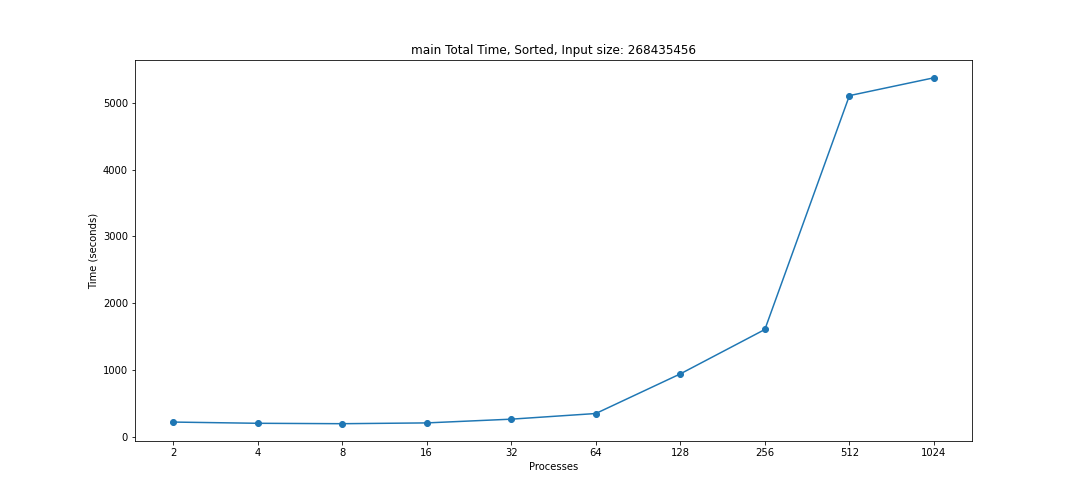 main Total Time, Sorted, Input size: 268435456
5000
4000
3000
2000
1000
0
Time (seconds)
2 4 8 16 32 64 128 256 512 1024
Processes